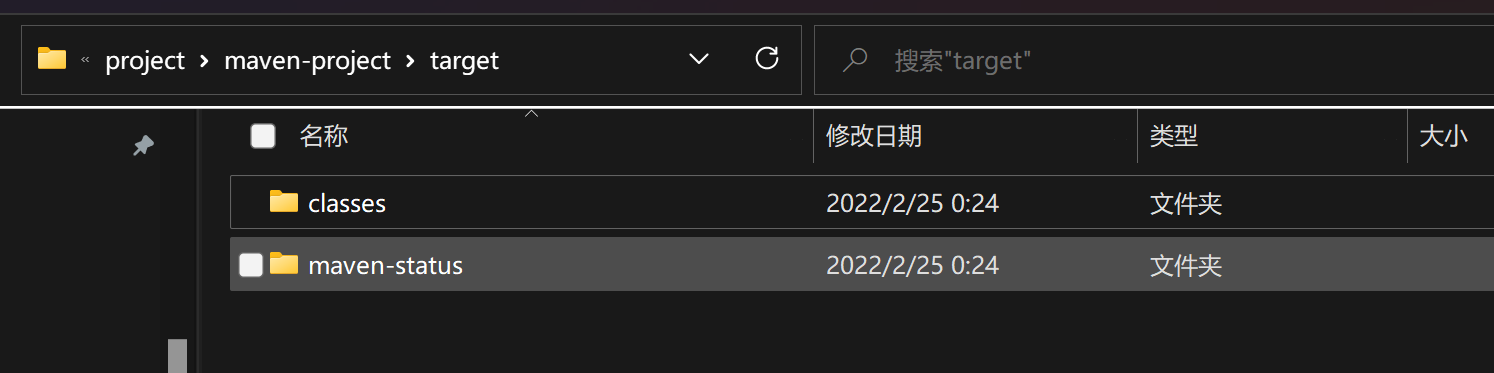 « project › maven-project › target 搜索"target"
名称 修改日期 类型 大小
classes 2022/2/25 0:24 文件夹
maven-status 2022/2/25 0:24 文件夹